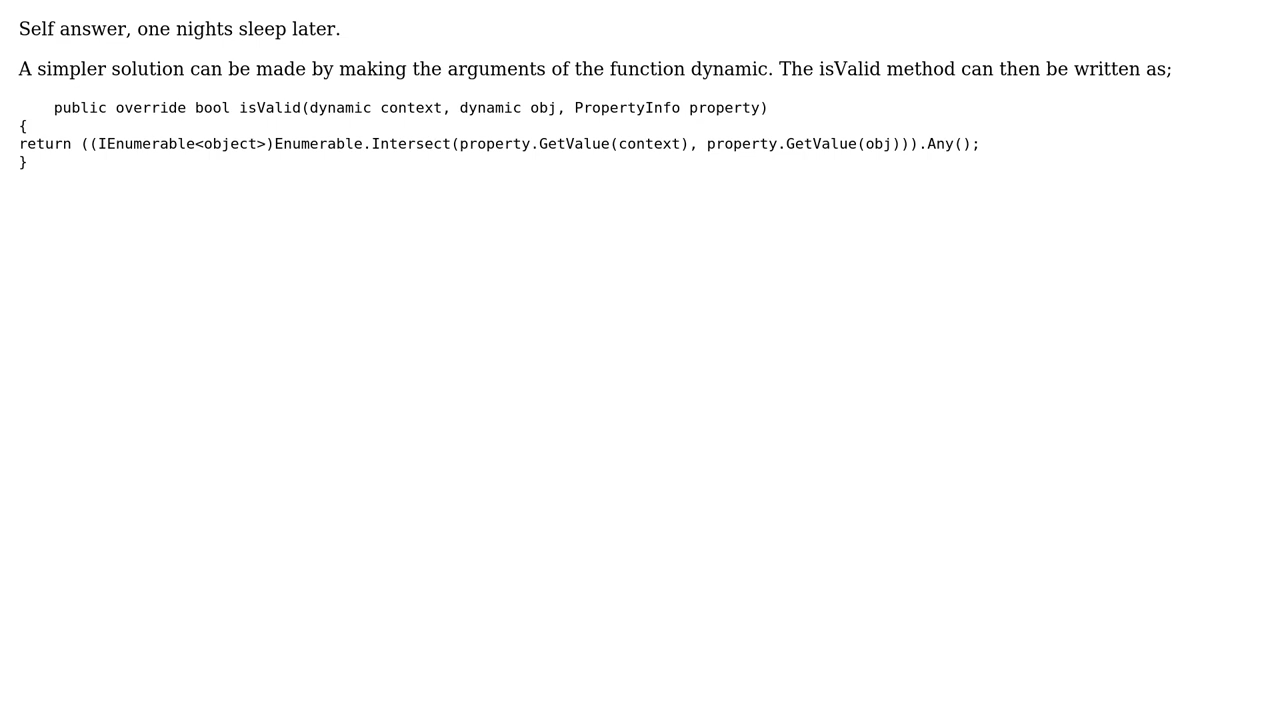 Self answer, one nights sleep later.
A simpler solution can be made by making the arguments of the function dynamic. The isValid method can then be written as;
    public override bool isValid(dynamic context, dynamic obj, PropertyInfo property)
{
return ((IEnumerable<object>)Enumerable.Intersect(property.GetValue(context), property.GetValue(obj))).Any();
}